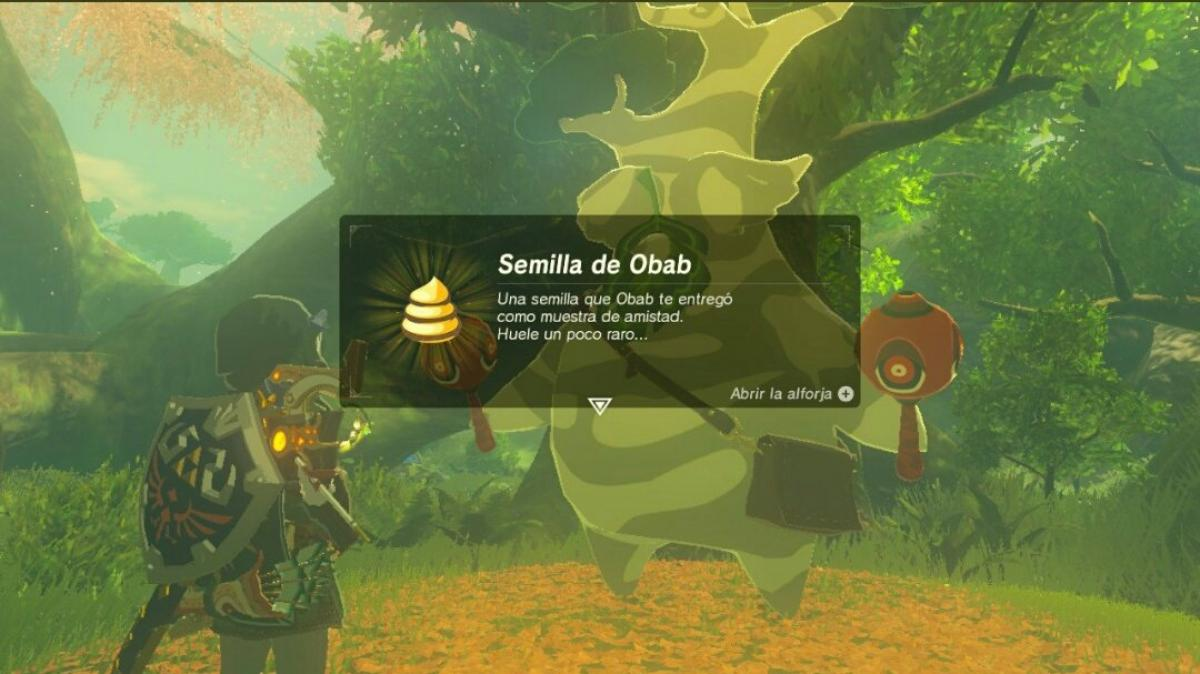 Semilla de Obab
Una semilla que Obab te entregó
como muestra de amistad.
Huele un poco raro...
Abrir la alforja